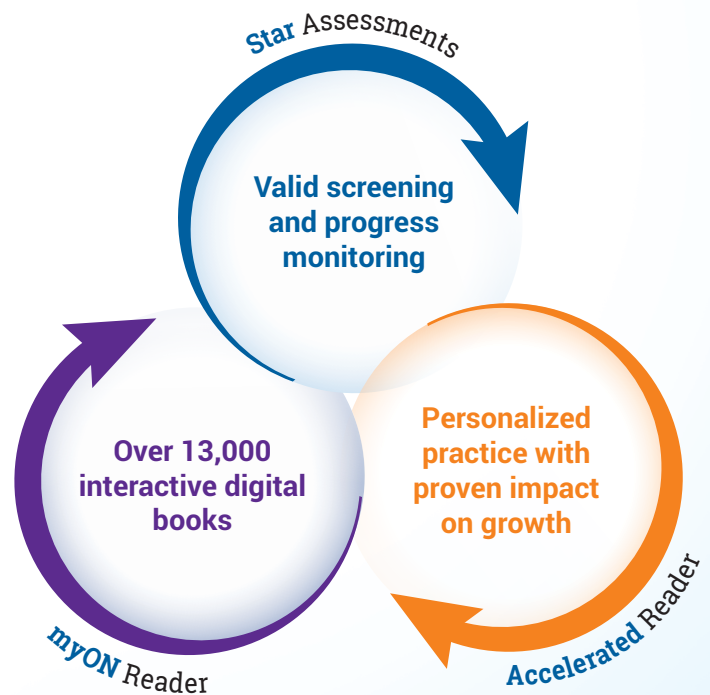 Star Assessments
Valid screening
and progress
monitoring
Over 13,000
interactive digital
books
myON Reader
Personalized
practice with
proven impact
on growth
Accelerated Reader